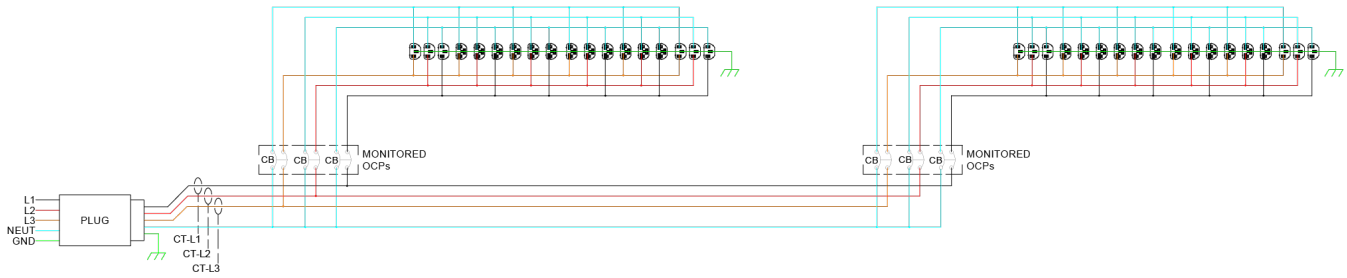 CB CB CB MONITORED
OCPs
CB CB CB MONITORED
OCPs
L1
L2
L3
NEUT
GND
PLUG
CT-L1
CT-L2
CT-L3